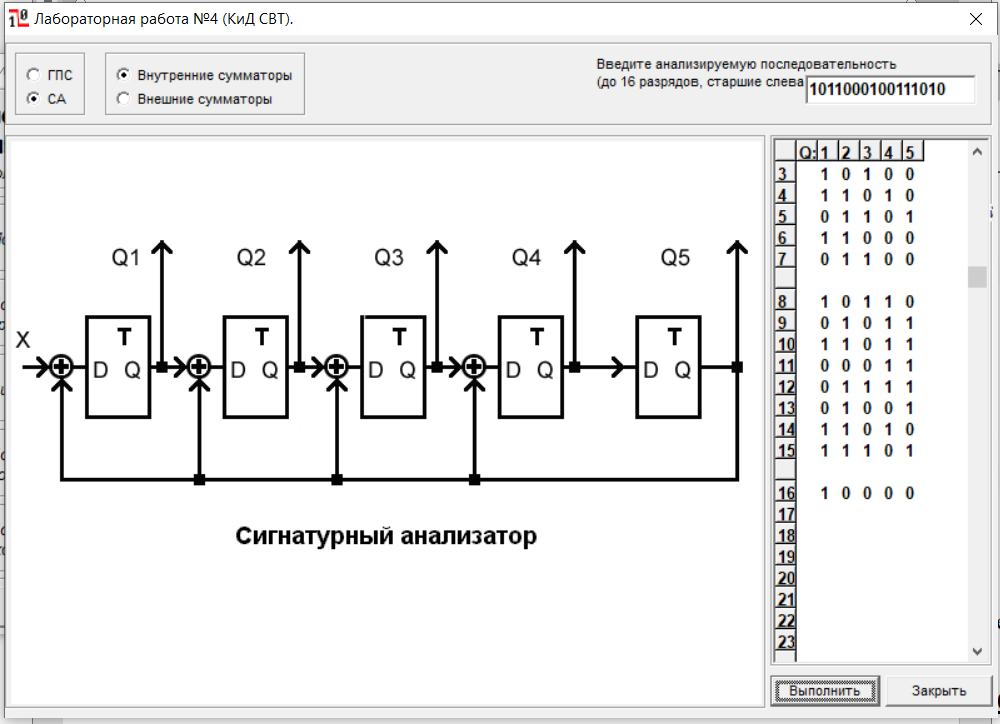 Лабораторная работа №4 (КиД СВТ).
ГПС
СА
Внутренние сумматоры
Внешние сумматоры
Введите анализируемую последовательность
(до 16 разрядов, старшие слева
1011000100111010
Q1
Q2
Q3
Q4
Q5
X
T
T
T
T
T
D Q
D Q
D Q
D Q
D Q
Сигнатурный анализатор
Q: 1 2 3 4 5
3 1 0 1 0 0
4 1 1 0 1 0
5 0 1 1 0 1
6 1 1 0 0 0
7 0 1 1 0 0
8 1 0 1 1 0
9 0 1 0 1 1
10 1 1 0 1 1
11 0 0 0 1 1
12 0 1 1 1 1
13 0 1 0 0 1
14 1 1 0 1 0
15 1 1 1 0 1
16 1 0 0 0 0
17
18
19
20
21
22
23
Выполнить
Закрыть